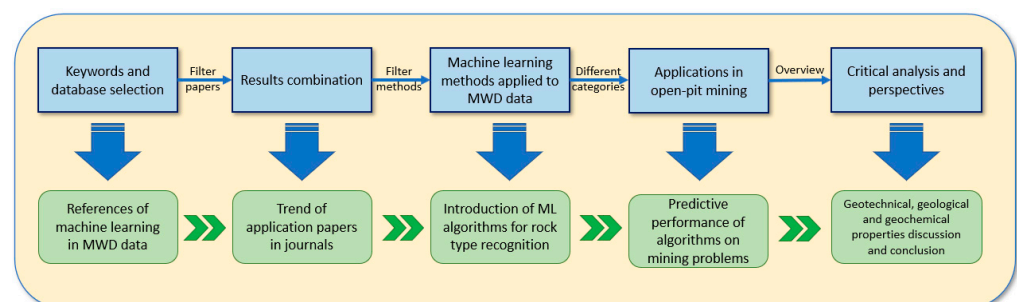 Keywords and
database selection
Filter
papers
Results combination
Filter
methods
Machine learning
methods applied to
MWD data
Different
categories
Applications in
open-pit mining
Overview
Critical analysis and
perspectives
References of
machine learning
in MWD data
Trend of
application papers
in journals
Introduction of ML
algorithms for rock
type recognition
Predictive
performance of
algorithms on
mining problems
Geotechnical, geological
and geochemical
properties discussion
and conclusion